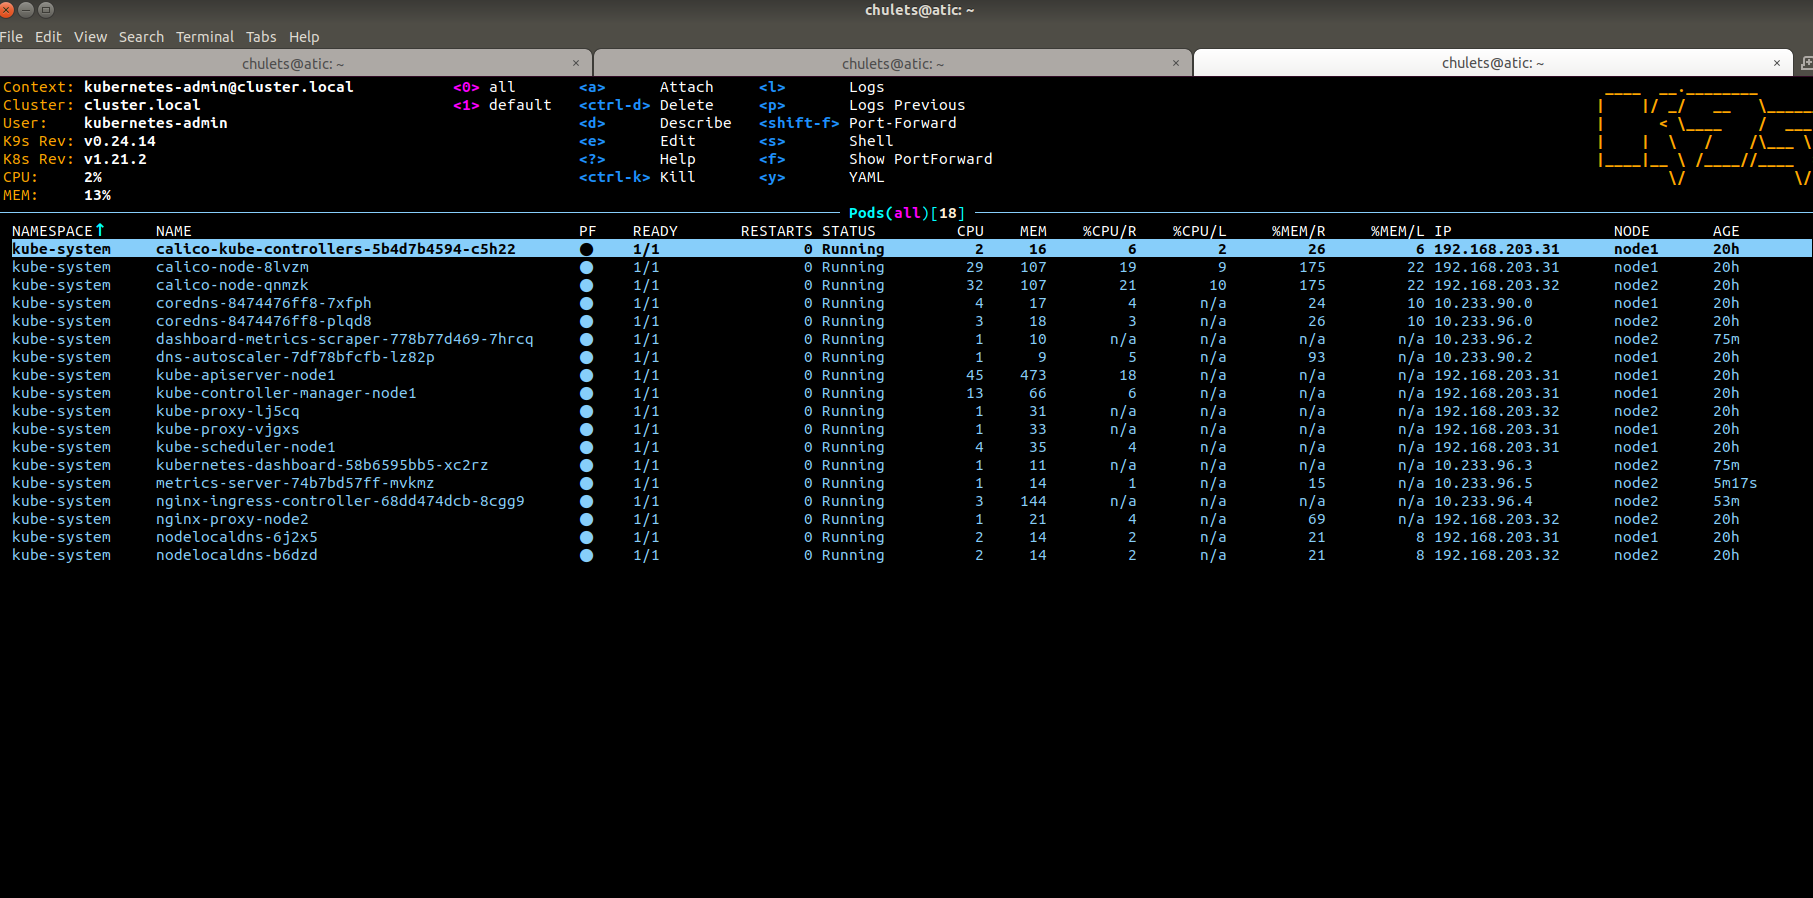 chulets@atic: ~
File Edit View Search Terminal Tabs Help
chulets@atic: ~ × chulets@atic: ~ × chulets@atic: ~ ×
Context: kubernetes-admin@cluster.local <0> all <a> Attach <l> Logs
Cluster: cluster.local <1> default <ctrl-d> Delete <p> Logs Previous
User: kubernetes-admin <d> Describe <shift-f> Port-Forward
K9s Rev: v0.24.14 <e> Edit <s> Shell
K8s Rev: v1.21.2 <?> Help <f> Show PortForward
CPU: 2% <ctrl-k> Kill <y> YAML
MEM: 13%
Pods(all)[18]
NAMESPACE↑ NAME PF READY RESTARTS STATUS CPU MEM %CPU/R %CPU/L %MEM/R %MEM/L IP NODE AGE
kube-system calico-kube-controllers-5b4d7b4594-c5h22 ● 1/1 0 Running 2 16 6 2 26 6 192.168.203.31 node1 20h
kube-system calico-node-8lvzm ● 1/1 0 Running 29 107 19 9 175 22 192.168.203.31 node1 20h
kube-system calico-node-qnmzk ● 1/1 0 Running 32 107 21 10 175 22 192.168.203.32 node2 20h
kube-system coredns-8474476ff8-7xfph ● 1/1 0 Running 4 17 4 n/a 24 10 10.233.90.0 node1 20h
kube-system coredns-8474476ff8-plqd8 ● 1/1 0 Running 3 18 3 n/a 26 10 10.233.96.0 node2 20h
kube-system dashboard-metrics-scraper-778b77d469-7hrcq ● 1/1 0 Running 1 10 n/a n/a n/a n/a 10.233.96.2 node2 75m
kube-system dns-autoscaler-7df78bfcfb-lz82p ● 1/1 0 Running 1 9 5 n/a 93 n/a 10.233.90.2 node1 20h
kube-system kube-apiserver-node1 ● 1/1 0 Running 45 473 18 n/a n/a n/a 192.168.203.31 node1 20h
kube-system kube-controller-manager-node1 ● 1/1 0 Running 13 66 6 n/a n/a n/a 192.168.203.31 node1 20h
kube-system kube-proxy-lj5cq ● 1/1 0 Running 1 31 n/a n/a n/a n/a 192.168.203.32 node2 20h
kube-system kube-proxy-vjgxs ● 1/1 0 Running 1 33 n/a n/a n/a n/a 192.168.203.31 node1 20h
kube-system kube-scheduler-node1 ● 1/1 0 Running 4 35 4 n/a n/a n/a 192.168.203.31 node1 20h
kube-system kubernetes-dashboard-58b6595bb5-xc2rz ● 1/1 0 Running 1 11 n/a n/a n/a n/a 10.233.96.3 node2 75m
kube-system metrics-server-74b7bd57ff-mvkmz ● 1/1 0 Running 1 14 1 n/a 15 n/a 10.233.96.5 node2 5m17s
kube-system nginx-ingress-controller-68dd474dcb-8cgg9 ● 1/1 0 Running 3 144 n/a n/a n/a n/a 10.233.96.4 node2 53m
kube-system nginx-proxy-node2 ● 1/1 0 Running 1 21 4 n/a 69 n/a 192.168.203.32 node2 20h
kube-system nodelocaldns-6j2x5 ● 1/1 0 Running 2 14 2 n/a 21 8 192.168.203.31 node1 20h
kube-system nodelocaldns-b6dzd ● 1/1 0 Running 2 14 2 n/a 21 8 192.168.203.32 node2 20h